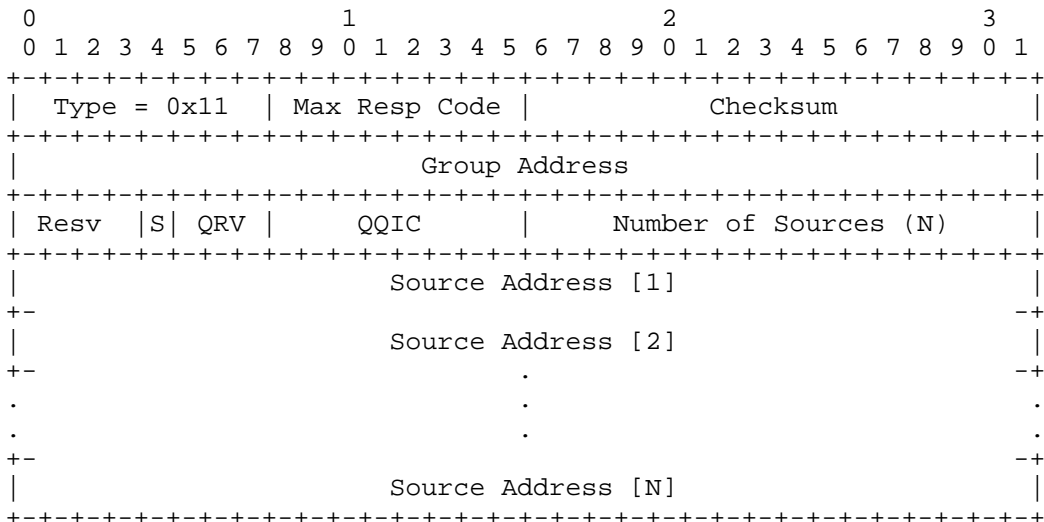 0                   1                   2                   3
 0 1 2 3 4 5 6 7 8 9 0 1 2 3 4 5 6 7 8 9 0 1 2 3 4 5 6 7 8 9 0 1
+-+-+-+-+-+-+-+-+-+-+-+-+-+-+-+-+-+-+-+-+-+-+-+-+-+-+-+-+-+-+-+-+
|  Type = 0x11  | Max Resp Code |           Checksum            |
+-+-+-+-+-+-+-+-+-+-+-+-+-+-+-+-+-+-+-+-+-+-+-+-+-+-+-+-+-+-+-+-+
|                         Group Address                         |
+-+-+-+-+-+-+-+-+-+-+-+-+-+-+-+-+-+-+-+-+-+-+-+-+-+-+-+-+-+-+-+-+
| Resv  |S| QRV |     QQIC      |     Number of Sources (N)     |
+-+-+-+-+-+-+-+-+-+-+-+-+-+-+-+-+-+-+-+-+-+-+-+-+-+-+-+-+-+-+-+-+
|                       Source Address [1]                      |
+-                                                             -+
|                       Source Address [2]                      |
+-                              .                              -+
.                               .                               .
.                               .                               .
+-                                                             -+
|                       Source Address [N]                      |
+-+-+-+-+-+-+-+-+-+-+-+-+-+-+-+-+-+-+-+-+-+-+-+-+-+-+-+-+-+-+-+-+